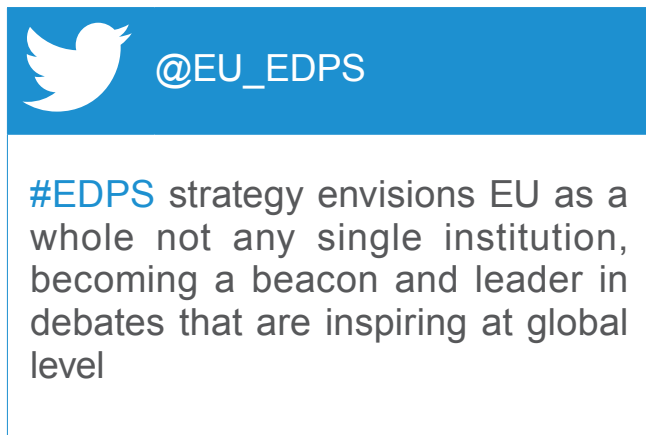 @EU_EDPS
#EDPS strategy envisions EU as a
whole not any single institution,
becoming a beacon and leader in
debates that are inspiring at global
level